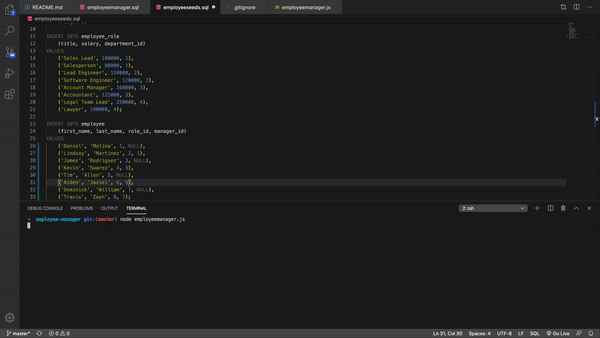 README.md employeemanager.sql employeeseeds.sql .gitignore employeemanager.js
employeeseeds.sql
10
11 INSERT INTO employee_role
12 (title, salary, department_id)
13 VALUES
14 ('Sales Lead', 100000, 1),
15 ('Salesperson', 80000, 1),
16 ('Lead Engineer', 150000, 2),
17 ('Software Engineer', 120000, 2),
18 ('Account Manager', 160000, 3),
19 ('Accountant', 125000, 3),
20 ('Legal Team Lead', 250000, 4),
21 ('Lawyer', 190000, 4);
22
23 INSERT INTO employee
24 (first_name, last_name, role_id, manager_id)
25 VALUES
26 ('Daniel', 'Molina', 1, NULL),
27 ('Lindsay', 'Martinez', 2, 1),
28 ('James', 'Rodriguez', 3, NULL),
29 ('Kevin', 'Suarez', 4, 3),
30 ('Tim', 'Allen', 5, NULL),
31 ('Aiden', 'Jaziel', 6, 5),
32 ('Dominick', 'William', 7, NULL),
33 ('Travis', 'Zayn', 8, 7);
DEBUG CONSOLE PROBLEMS OUTPUT TERMINAL 2: zsh
employee-manager git:(master) node employeemanager.js
master* 0 0 Ln 31, Col 30 Spaces: 4 UTF-8 LF SQL Go Live